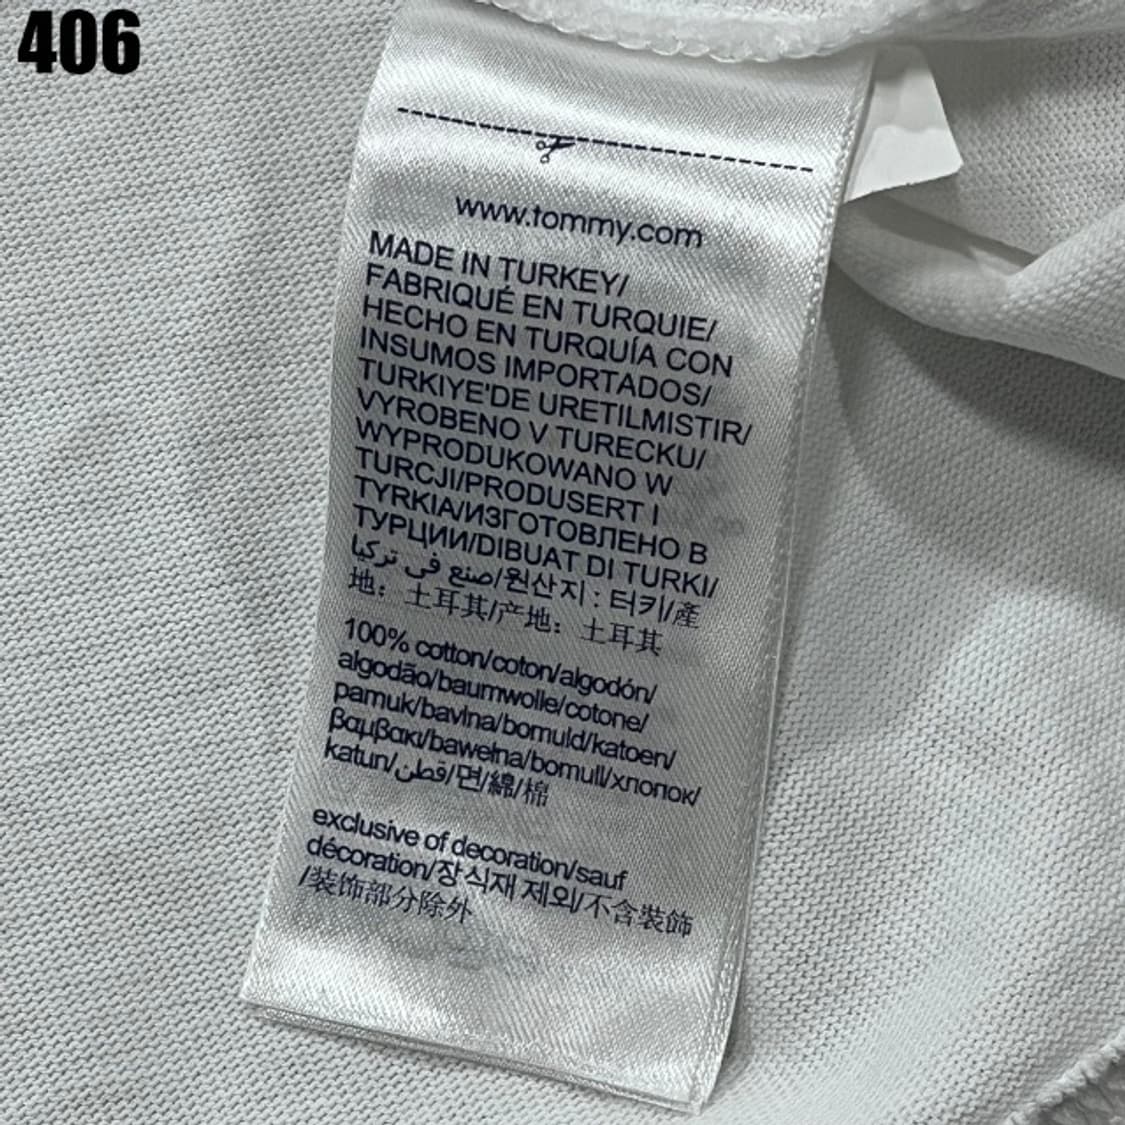 406
www.tommy.com
MADE IN TURKEY/
FABRIQUÉ EN TURQUIE/
HECHO EN TURQUÍA CON
INSUMOS IMPORTADOS/
TURKIYE'DE URETILMISTIR/
VYROBENO V TURECKU/
WYPRODUKOWANO W
TURCJI/PRODUSERT I
TYRKIA/ИЗГОТОВЛЕНО В
ТУРЦИИ/DIBUAT DI TURKI/
صنع في تركيا/원산지 : 터키/產
地：土耳其/产地：土耳其
100% cotton/coton/algodón/
algodão/baumwolle/cotone/
pamuk/bavlna/bomuld/katoen/
βαμβακι/bawełna/bomull/хлопок/
katun/قطن/면/綿/棉
exclusive of decoration/sauf
décoration/장식재 제외/不含裝飾
/装饰部分除外